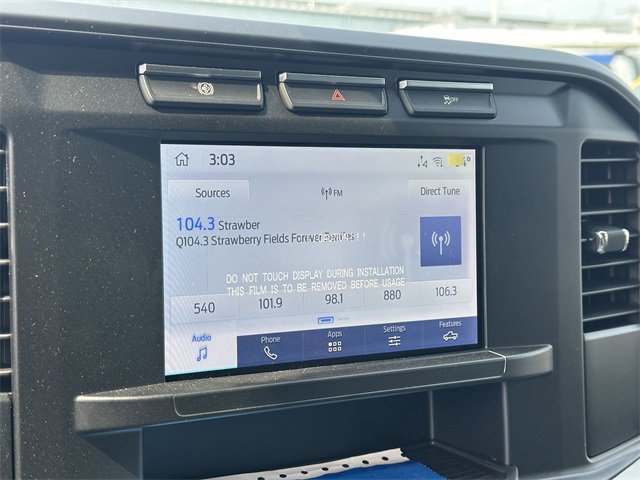 OFF
3:03
Sources
FM
Direct Tune
104.3 Strawber
Q104.3 Strawberry Fields Forever Beatles
!!
DO NOT TOUCH DISPLAY DURING INSTALLATION
THIS FILM IS TO BE REMOVED BEFORE USAGE
540 101.9 98.1 880 106.3
Audio Phone Apps Settings Features